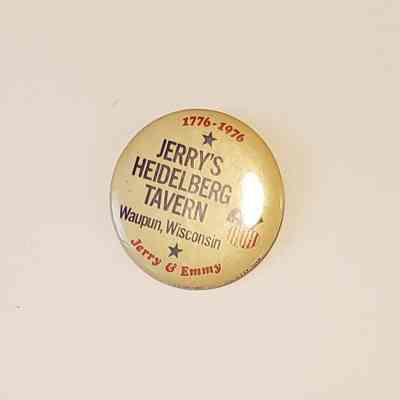 1776-1976
JERRY'S
HEIDELBERG
TAVERN
Waupun, Wisconsin
Jerry & Emmy